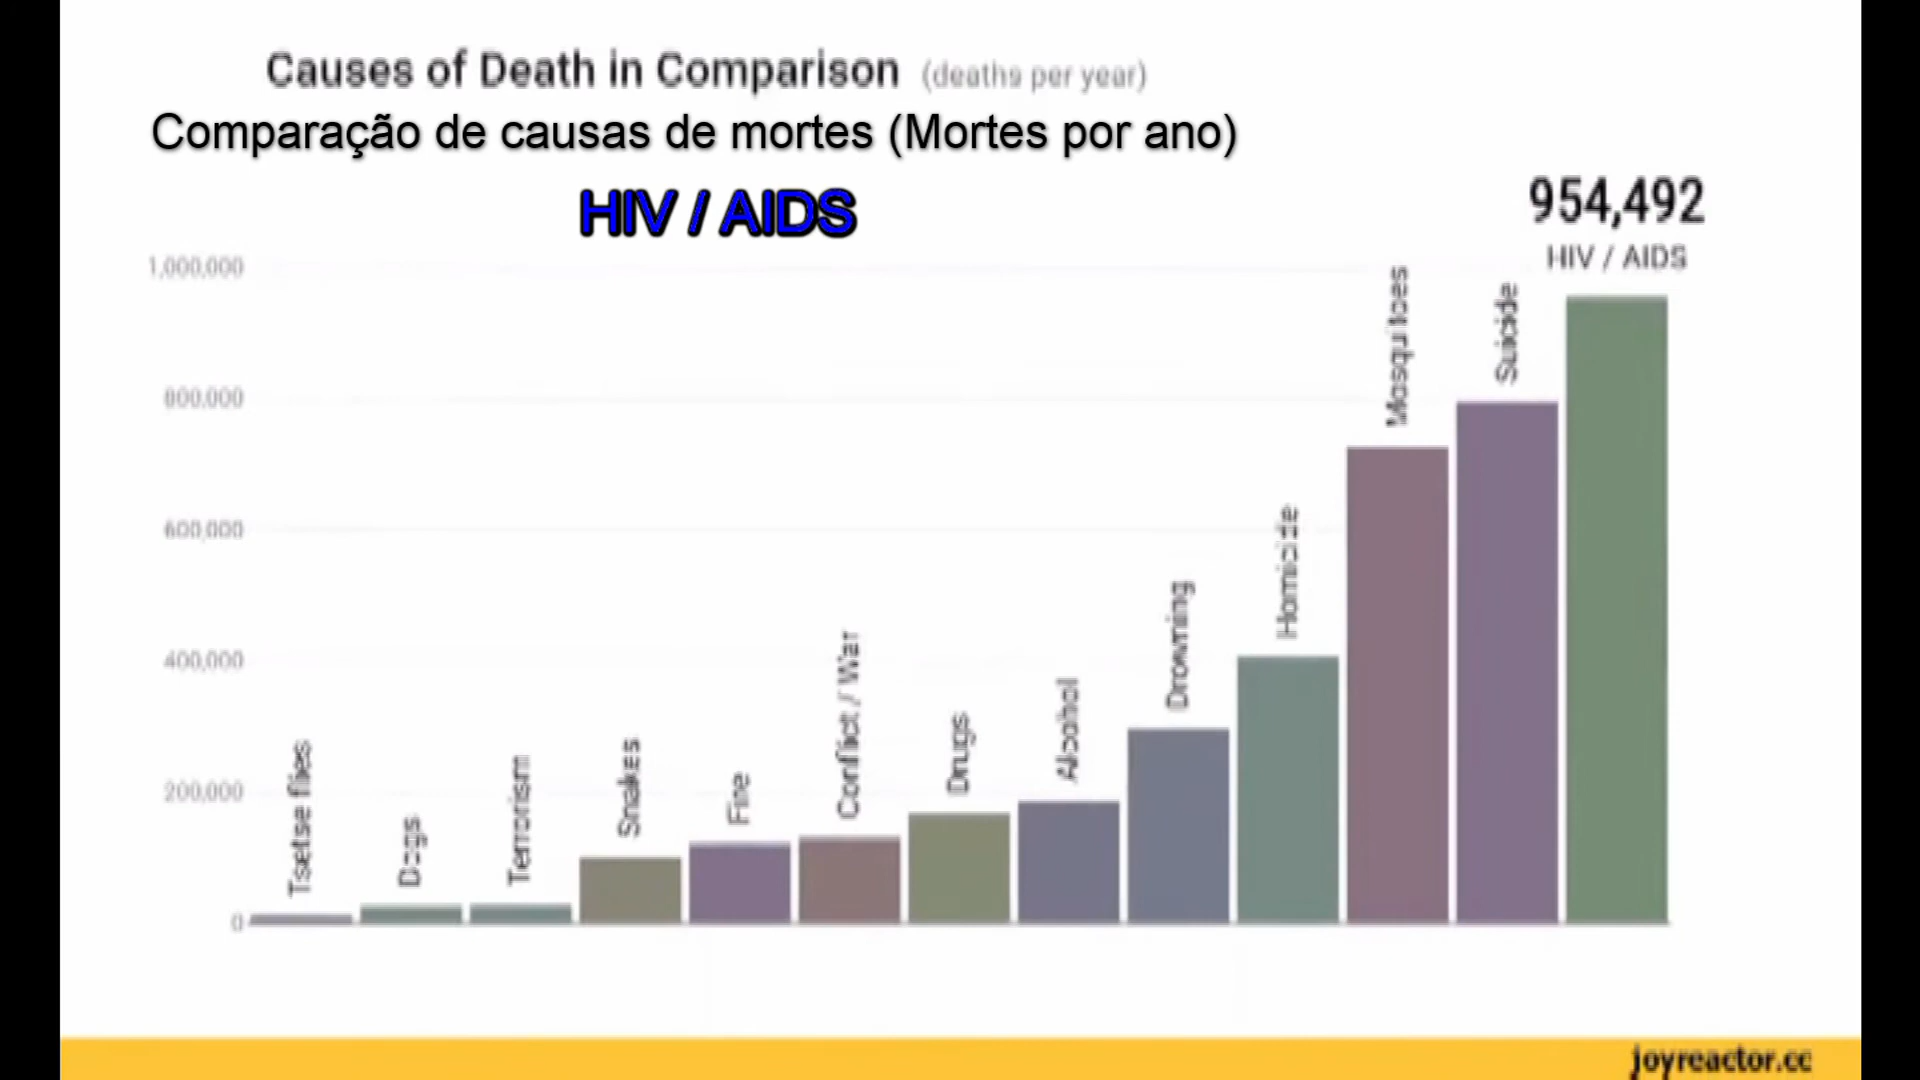 Causes of Death in Comparison (deaths per year)
Comparação de causas de mortes (Mortes por ano)
HIV / AIDS
954,492
HIV / AIDS
1,000,000
800,000
600,000
400,000
200,000
0
Tsetse flies
Dogs
Terrorism
Snakes
Fire
Conflict / War
Drugs
Alcohol
Drowning
Homicide
Mosquitoes
Suicide
joyreactor.cc